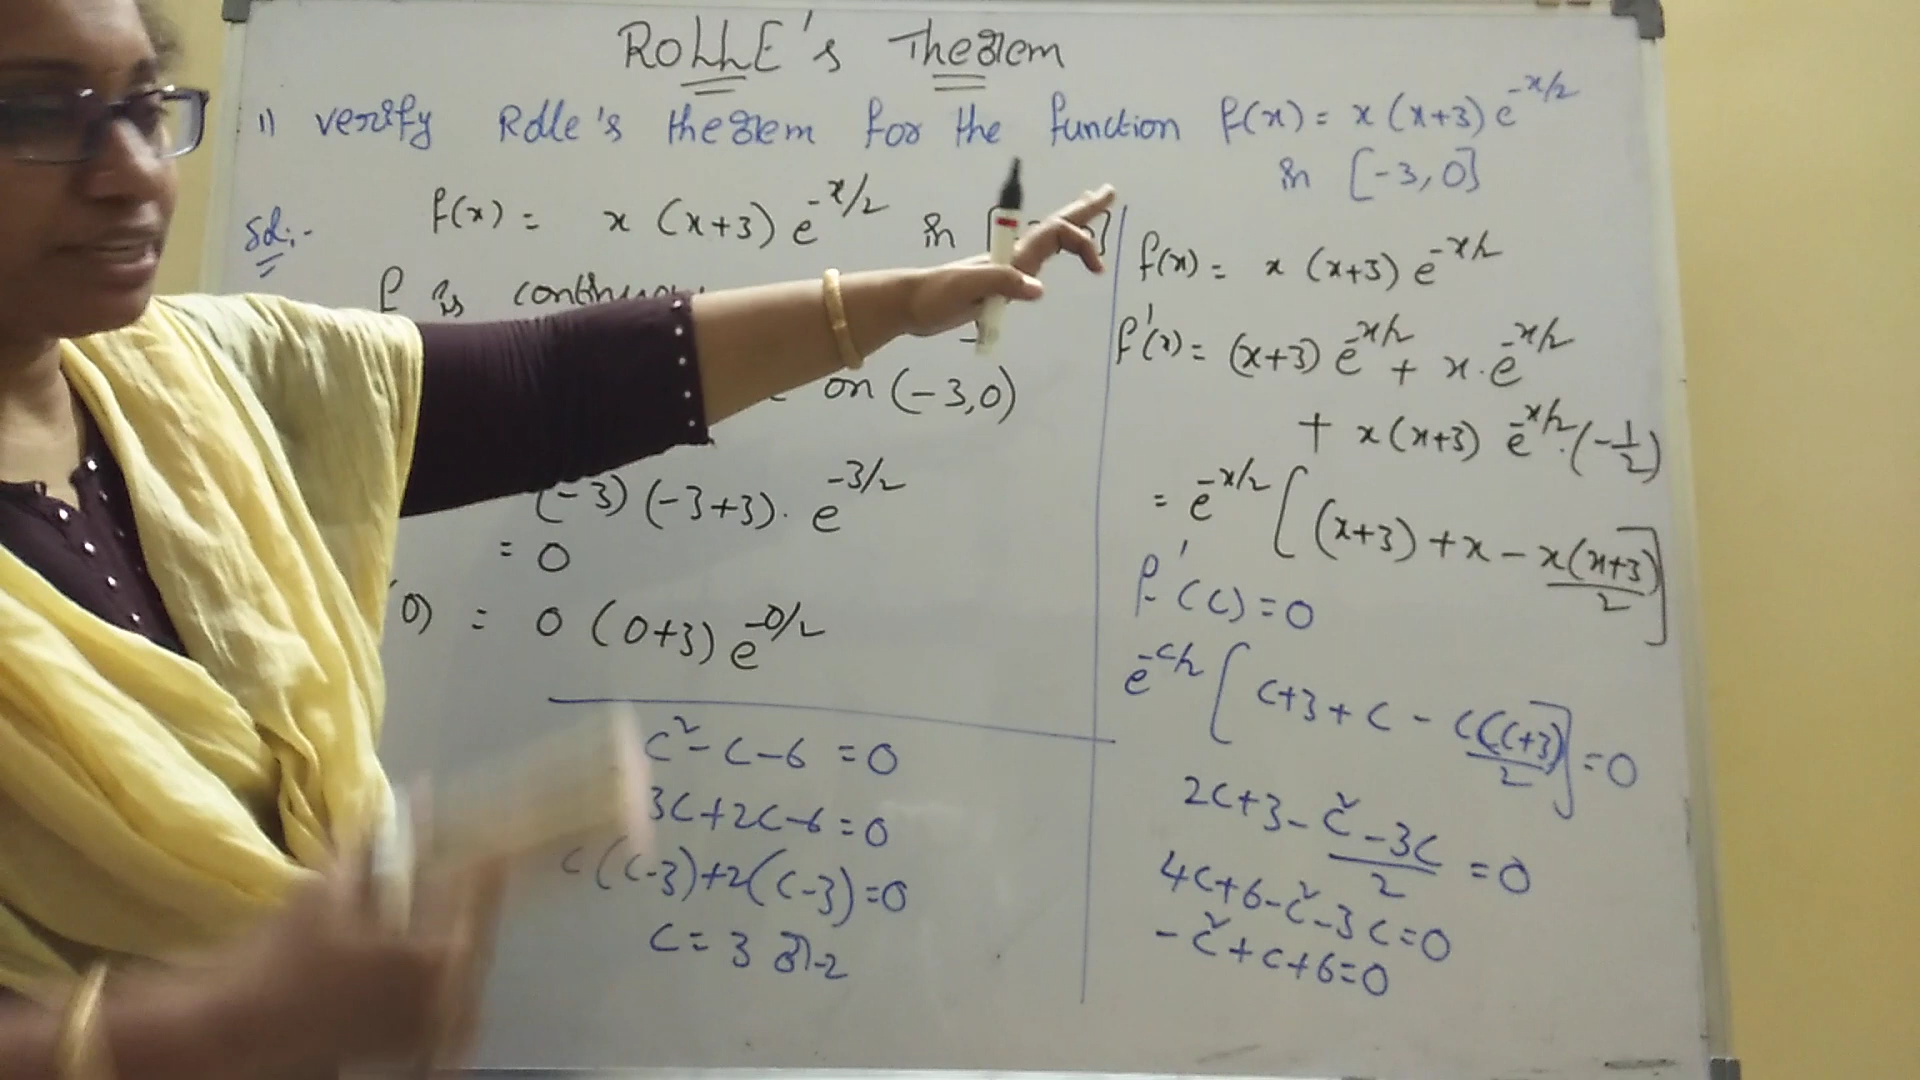 ROLLE's Theorem
1) verify Rolle's theorem for the function f(x) = x (x+3) e^{-x/2}
in [-3, 0]
Sol:- f(x) = x (x+3) e^{-x/2} in [
f is continuous
on (-3,0)
(-3) (-3+3) . e^{-3/2}
= 0
0) = 0 (0+3) e^{-0/2}
c² - c - 6 = 0
3c + 2c - 6 = 0
c (c-3) + 2 (c-3) = 0
c = 3 or -2
f(x) = x (x+3) e^{-x/2}
f'(x) = (x+3) e^{-x/2} + x . e^{-x/2}
+ x (x+3) e^{-x/2} . (-1/2)
= e^{-x/2} [ (x+3) + x - x(x+3)/2 ]
f'(c) = 0
e^{-c/2} [ c+3 + c - c(c+3)/2 ] = 0
2c + 3 - c² - 3c / 2 = 0
4c + 6 - c² - 3c = 0
- c² + c + 6 = 0